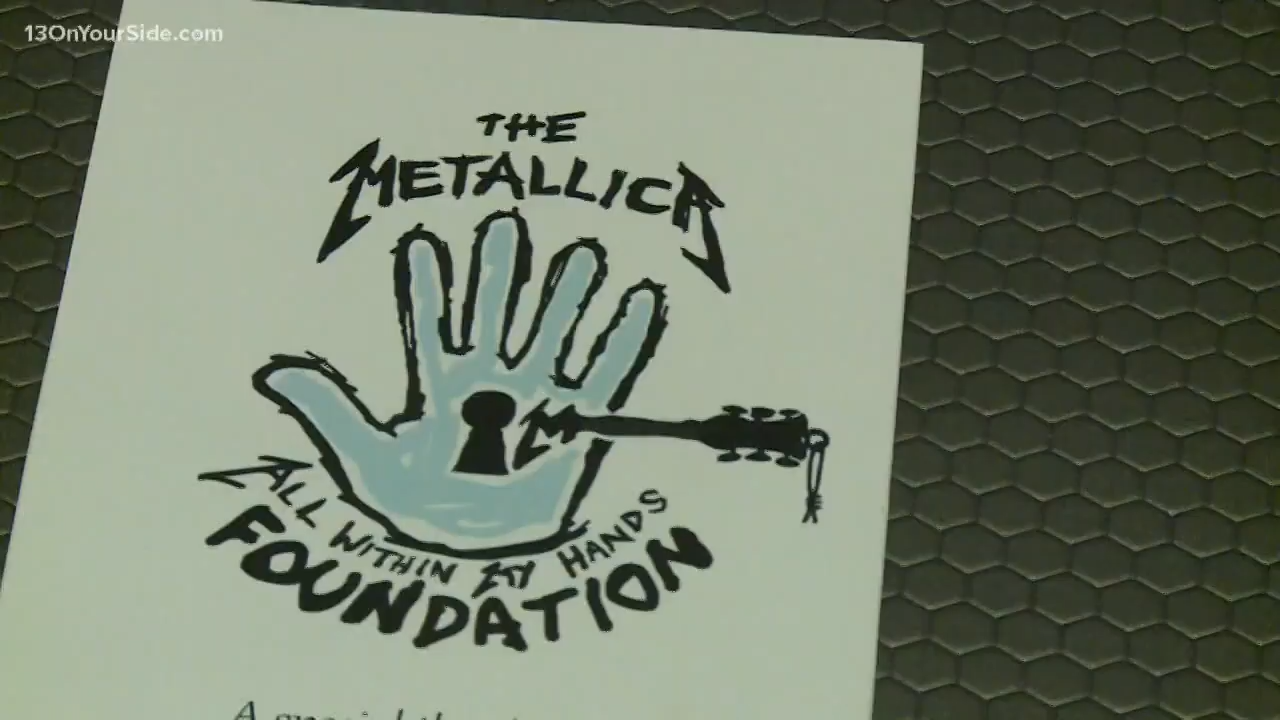 13OnYourSide.com
THE
METALLICA
ALL WITHIN MY HANDS
FOUNDATION
A